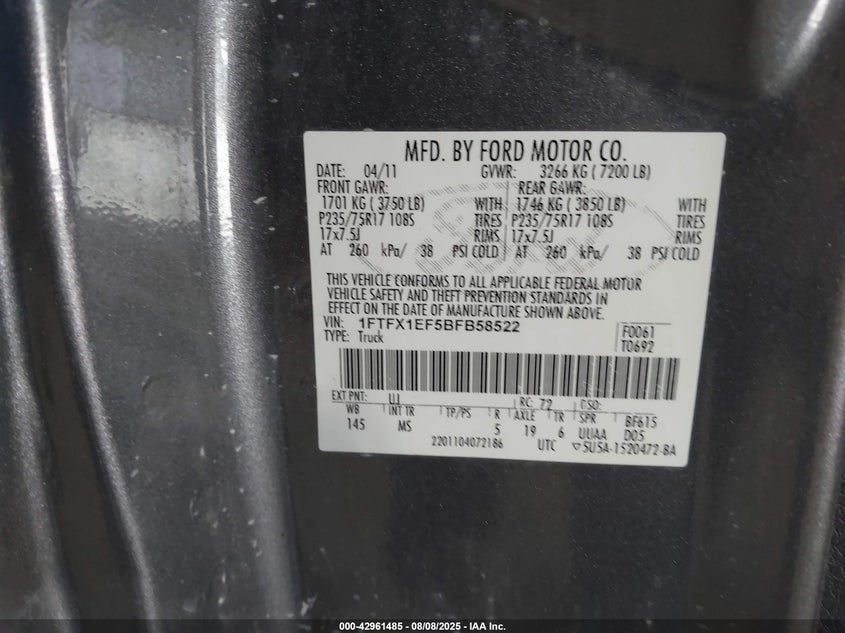 MFD. BY FORD MOTOR CO.
DATE: 04/11 GVWR: 3266 KG ( 7200 LB)
FRONT GAWR: REAR GAWR:
1701 KG ( 3750 LB) WITH 1746 KG ( 3850 LB) WITH
P235/75R17 108S TIRES P235/75R17 108S TIRES
17x7.5J RIMS 17x7.5J RIMS
AT 260 kPa/ 38 PSI COLD AT 260 kPa/ 38 PSI COLD
THIS VEHICLE CONFORMS TO ALL APPLICABLE FEDERAL MOTOR
VEHICLE SAFETY AND THEFT PREVENTION STANDARDS IN
EFFECT ON THE DATE OF MANUFACTURE SHOWN ABOVE.
VIN: 1FTFX1EF5BFB58522 F0061
TYPE: Truck T0692
EXT PNT: UJ RC: 72 DSO:
WB INT TR TP/PS R AXLE TR SPR BF615
145 MS 5 19 6 UUAA D05
2201104072186 UTC 5U5A-1520472-BA
000-42961485 - 08/08/2025 - IAA Inc.